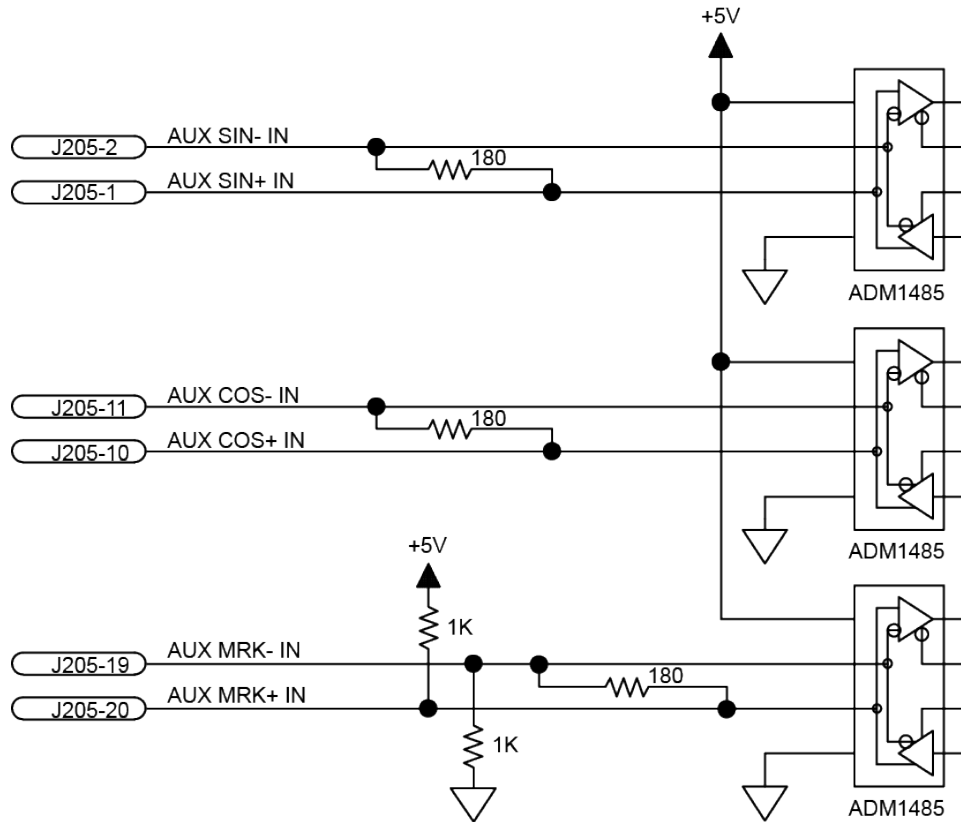 +5V
J205-2 AUX SIN- IN
180
J205-1 AUX SIN+ IN
ADM1485
J205-11 AUX COS- IN
180
J205-10 AUX COS+ IN
ADM1485
+5V
1K
J205-19 AUX MRK- IN
180
J205-20 AUX MRK+ IN
1K
ADM1485